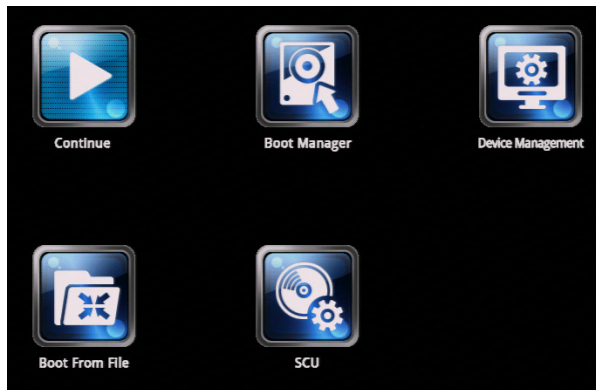 Continue
Boot Manager
Device Management
Boot From File
SCU